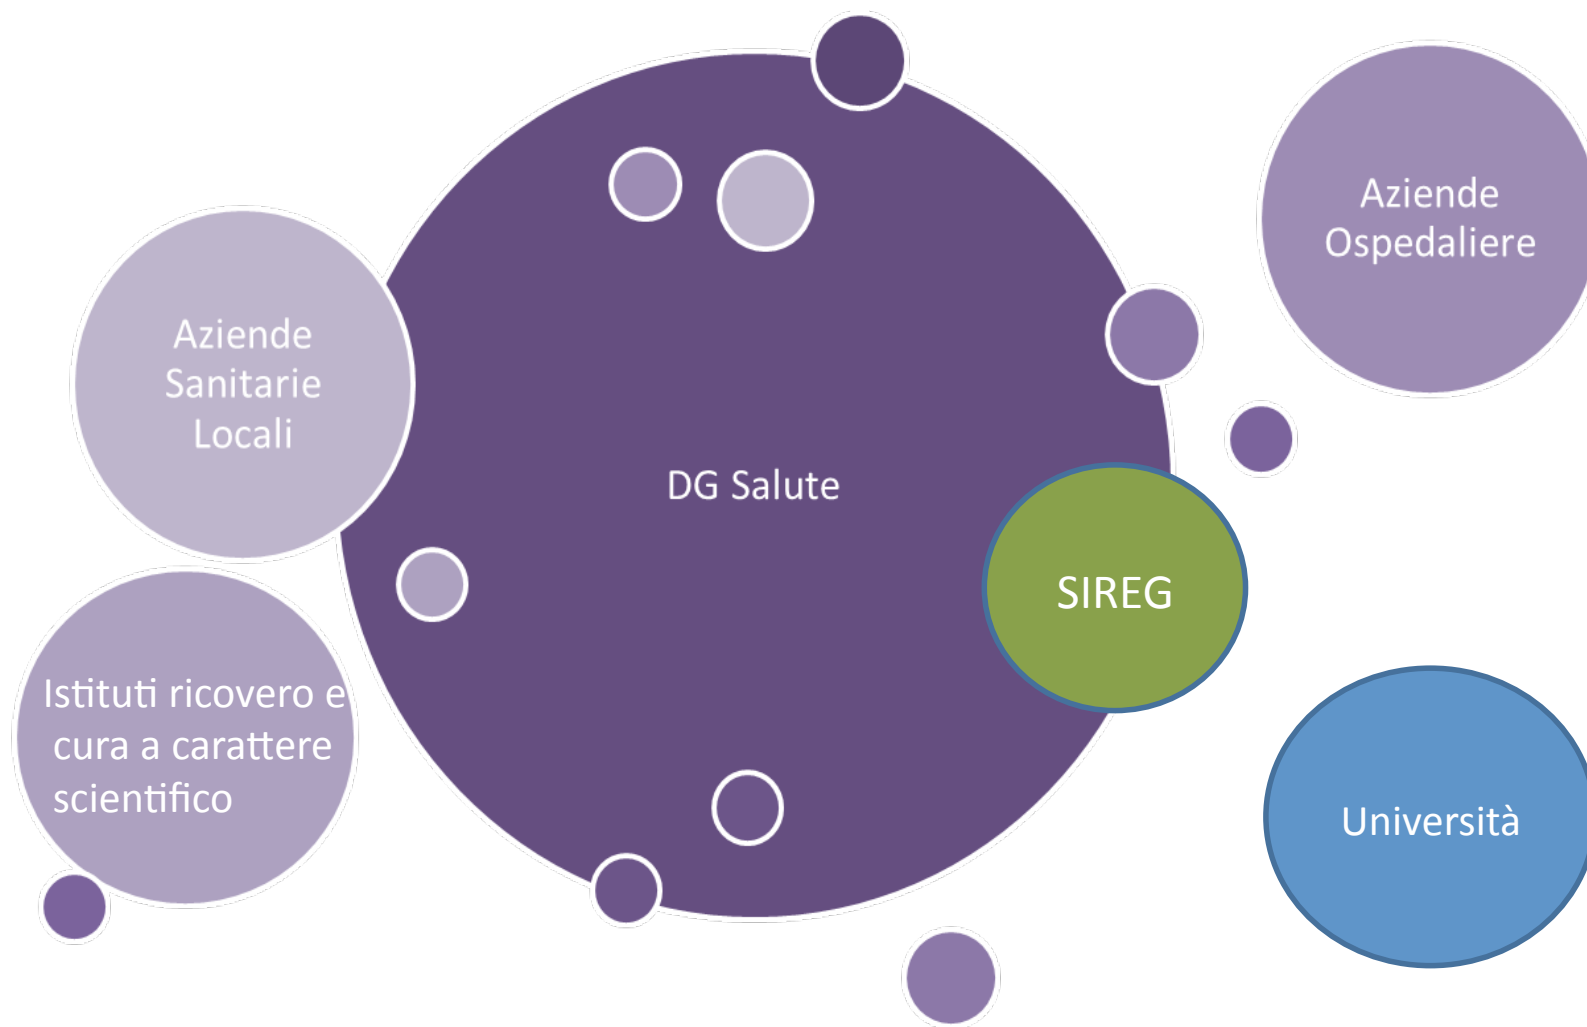 Aziende
Ospedaliere
Aziende
Sanitarie
Locali
DG Salute
SIREG
Istituti ricovero e
cura a carattere
scientifico
Università